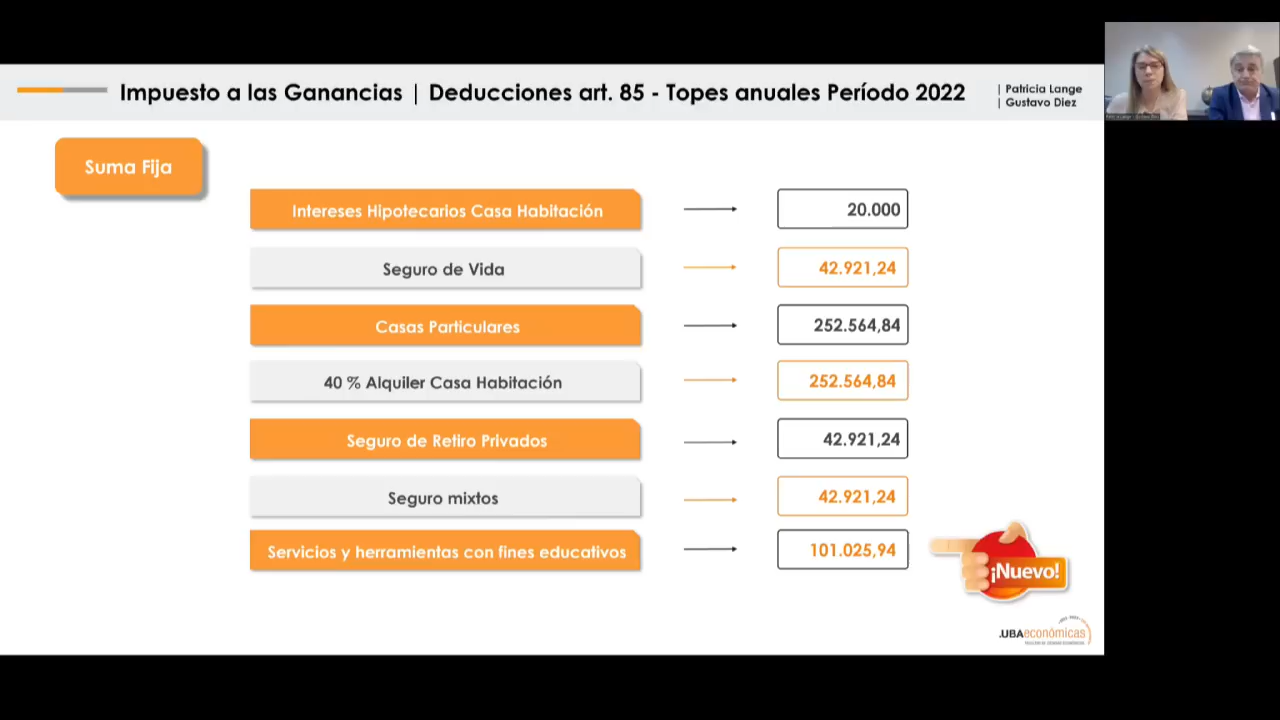 Impuesto a las Ganancias | Deducciones art. 85 - Topes anuales Período 2022
| Patricia Lange
| Gustavo Diez
Suma Fija
Intereses Hipotecarios Casa Habitación 20.000
Seguro de Vida 42.921,24
Casas Particulares 252.564,84
40 % Alquiler Casa Habitación 252.564,84
Seguro de Retiro Privados 42.921,24
Seguro mixtos 42.921,24
Servicios y herramientas con fines educativos 101.025,94
¡Nuevo!
.UBAeconómicas